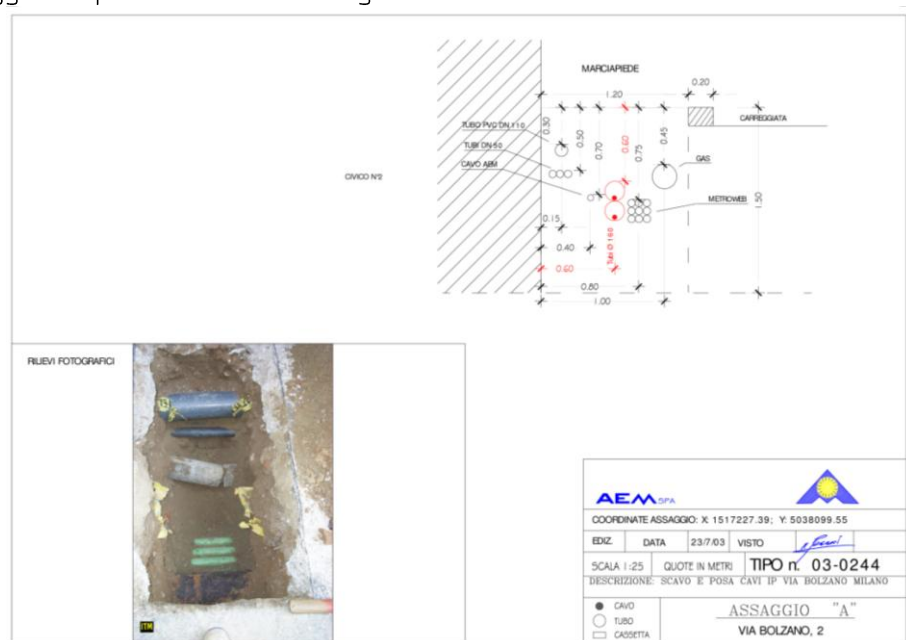 MARCIAPIEDE
0.20
1.20
CARREGGIATA
TUBO PVC DN.110
0.30
0.50
0.70
0.60
0.75
0.45
TUBI DN 50
CAVO AEM
GAS
CIVICO N°2
METROWEB
1.50
0.15
Tubi Ø 160
0.40
0.60
0.80
1.00
RILIEVI FOTOGRAFICI
ITM
AEM SPA
COORDINATE ASSAGGIO: X: 1517227.39; Y: 5038099.55
EDIZ. DATA 23/7/03 VISTO
SCALA 1:25 QUOTE IN METRI TIPO n. 03-0244
DESCRIZIONE: SCAVO E POSA CAVI IP VIA BOLZANO MILANO
CAVO
TUBO
CASSETTA
ASSAGGIO "A"
VIA BOLZANO, 2